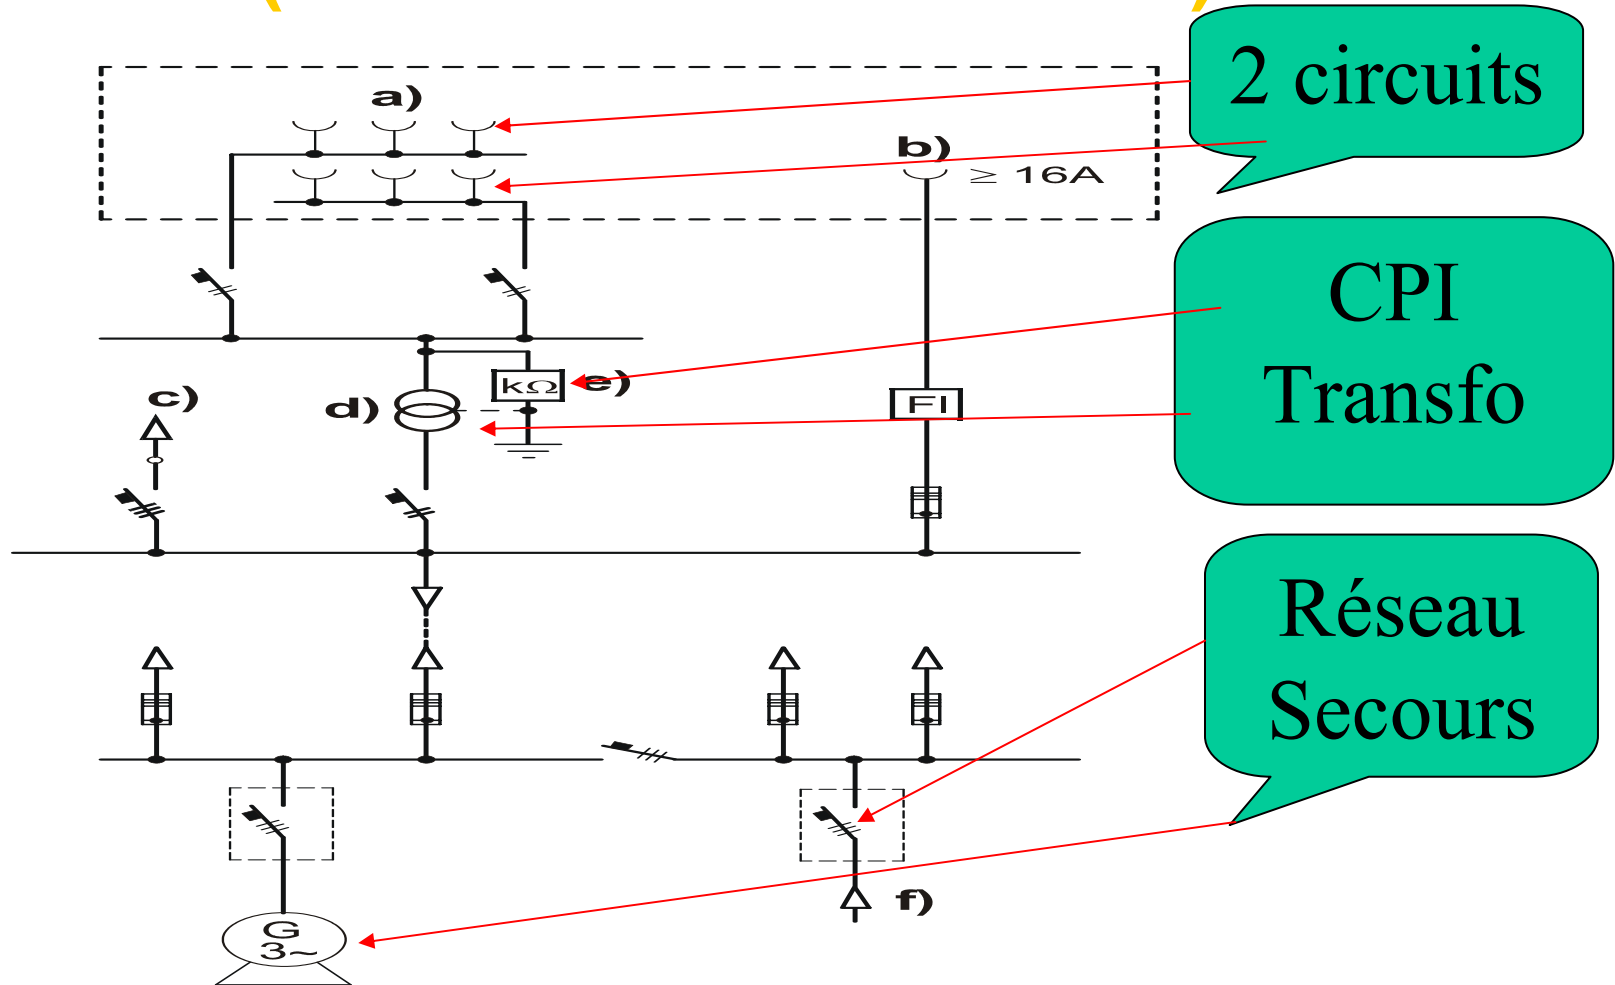 2 circuits
a)
b)
≥ 16A
CPI
Transfo
kΩ
e)
c)
d)
FI
Réseau
Secours
f)
G
3~